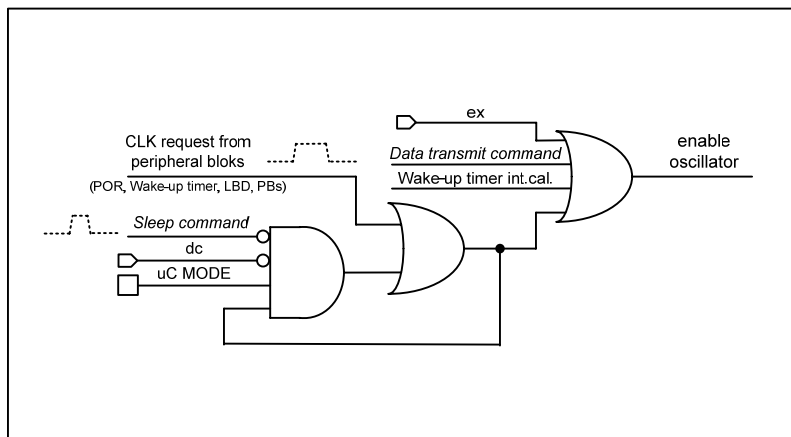 ex
CLK request from
peripheral bloks
(POR, Wake-up timer, LBD, PBs)
Data transmit command
Wake-up timer int.cal.
enable
oscillator
Sleep command
dc
uC MODE